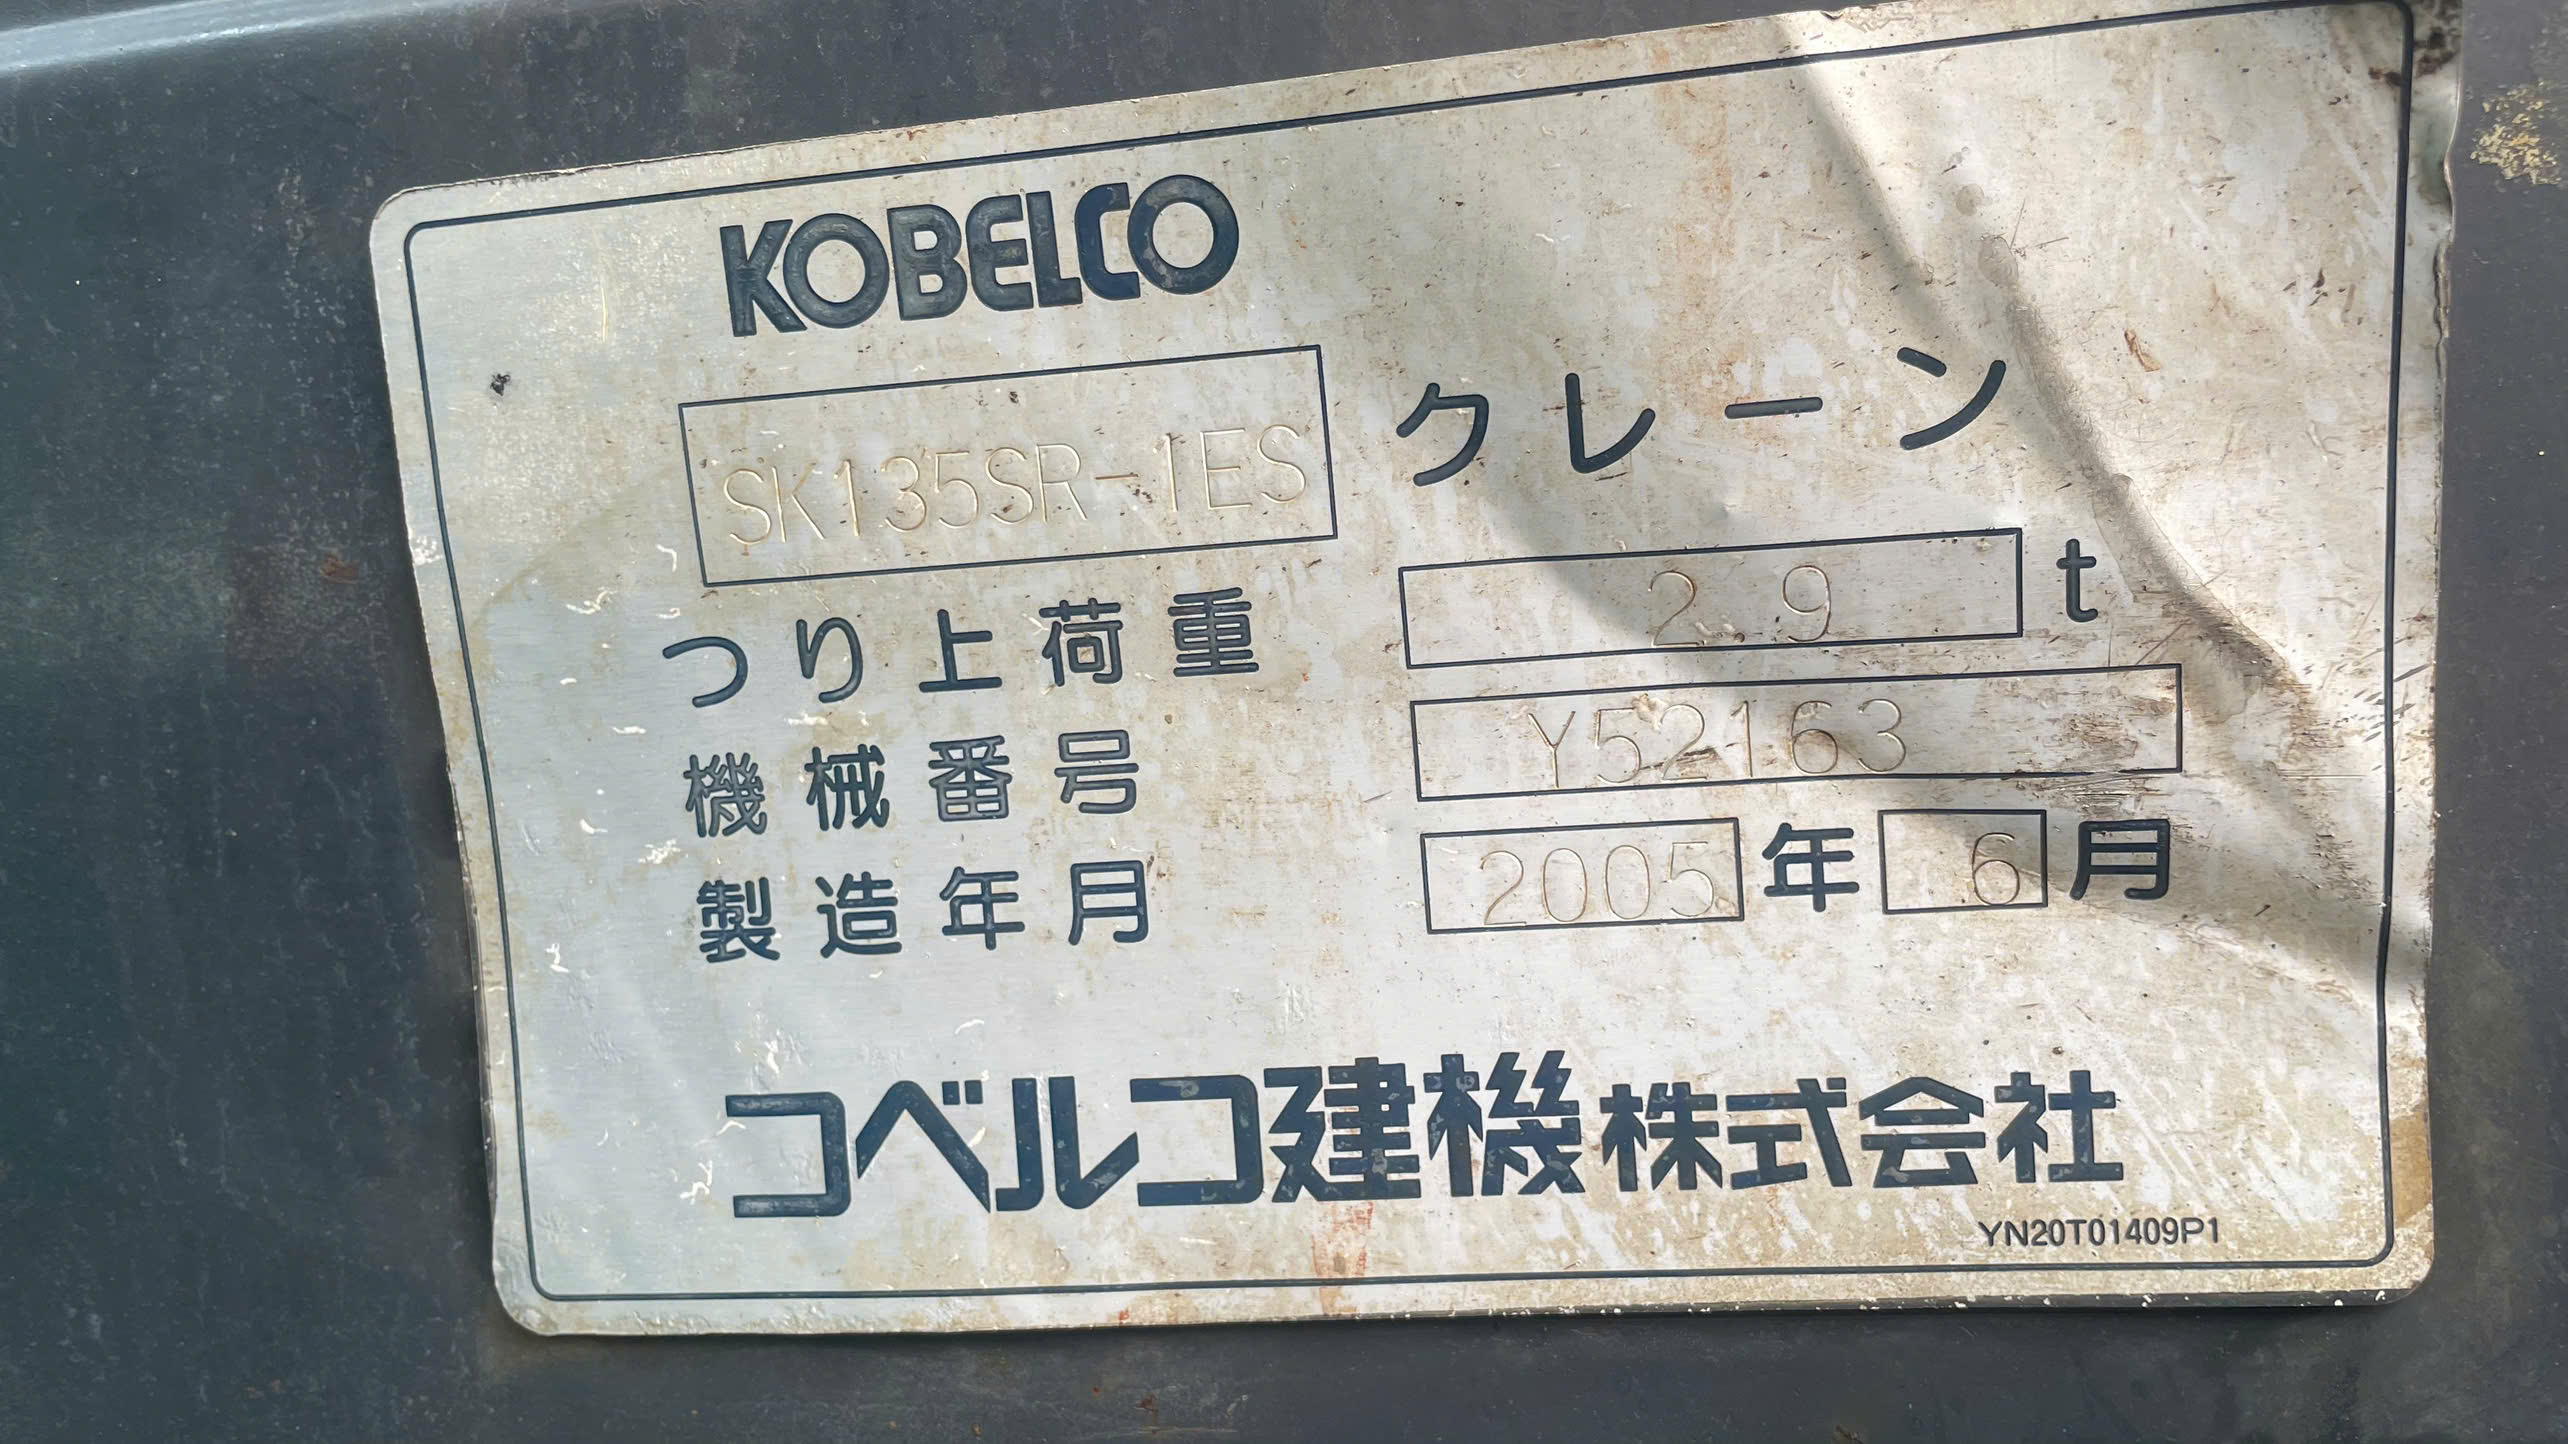 KOBELCO
SK135SR-1ES クレーン
つり上荷重 2.9 t
機械番号 Y52163
製造年月 2005 年 6 月
コベルコ建機株式会社
YN20T01409P1